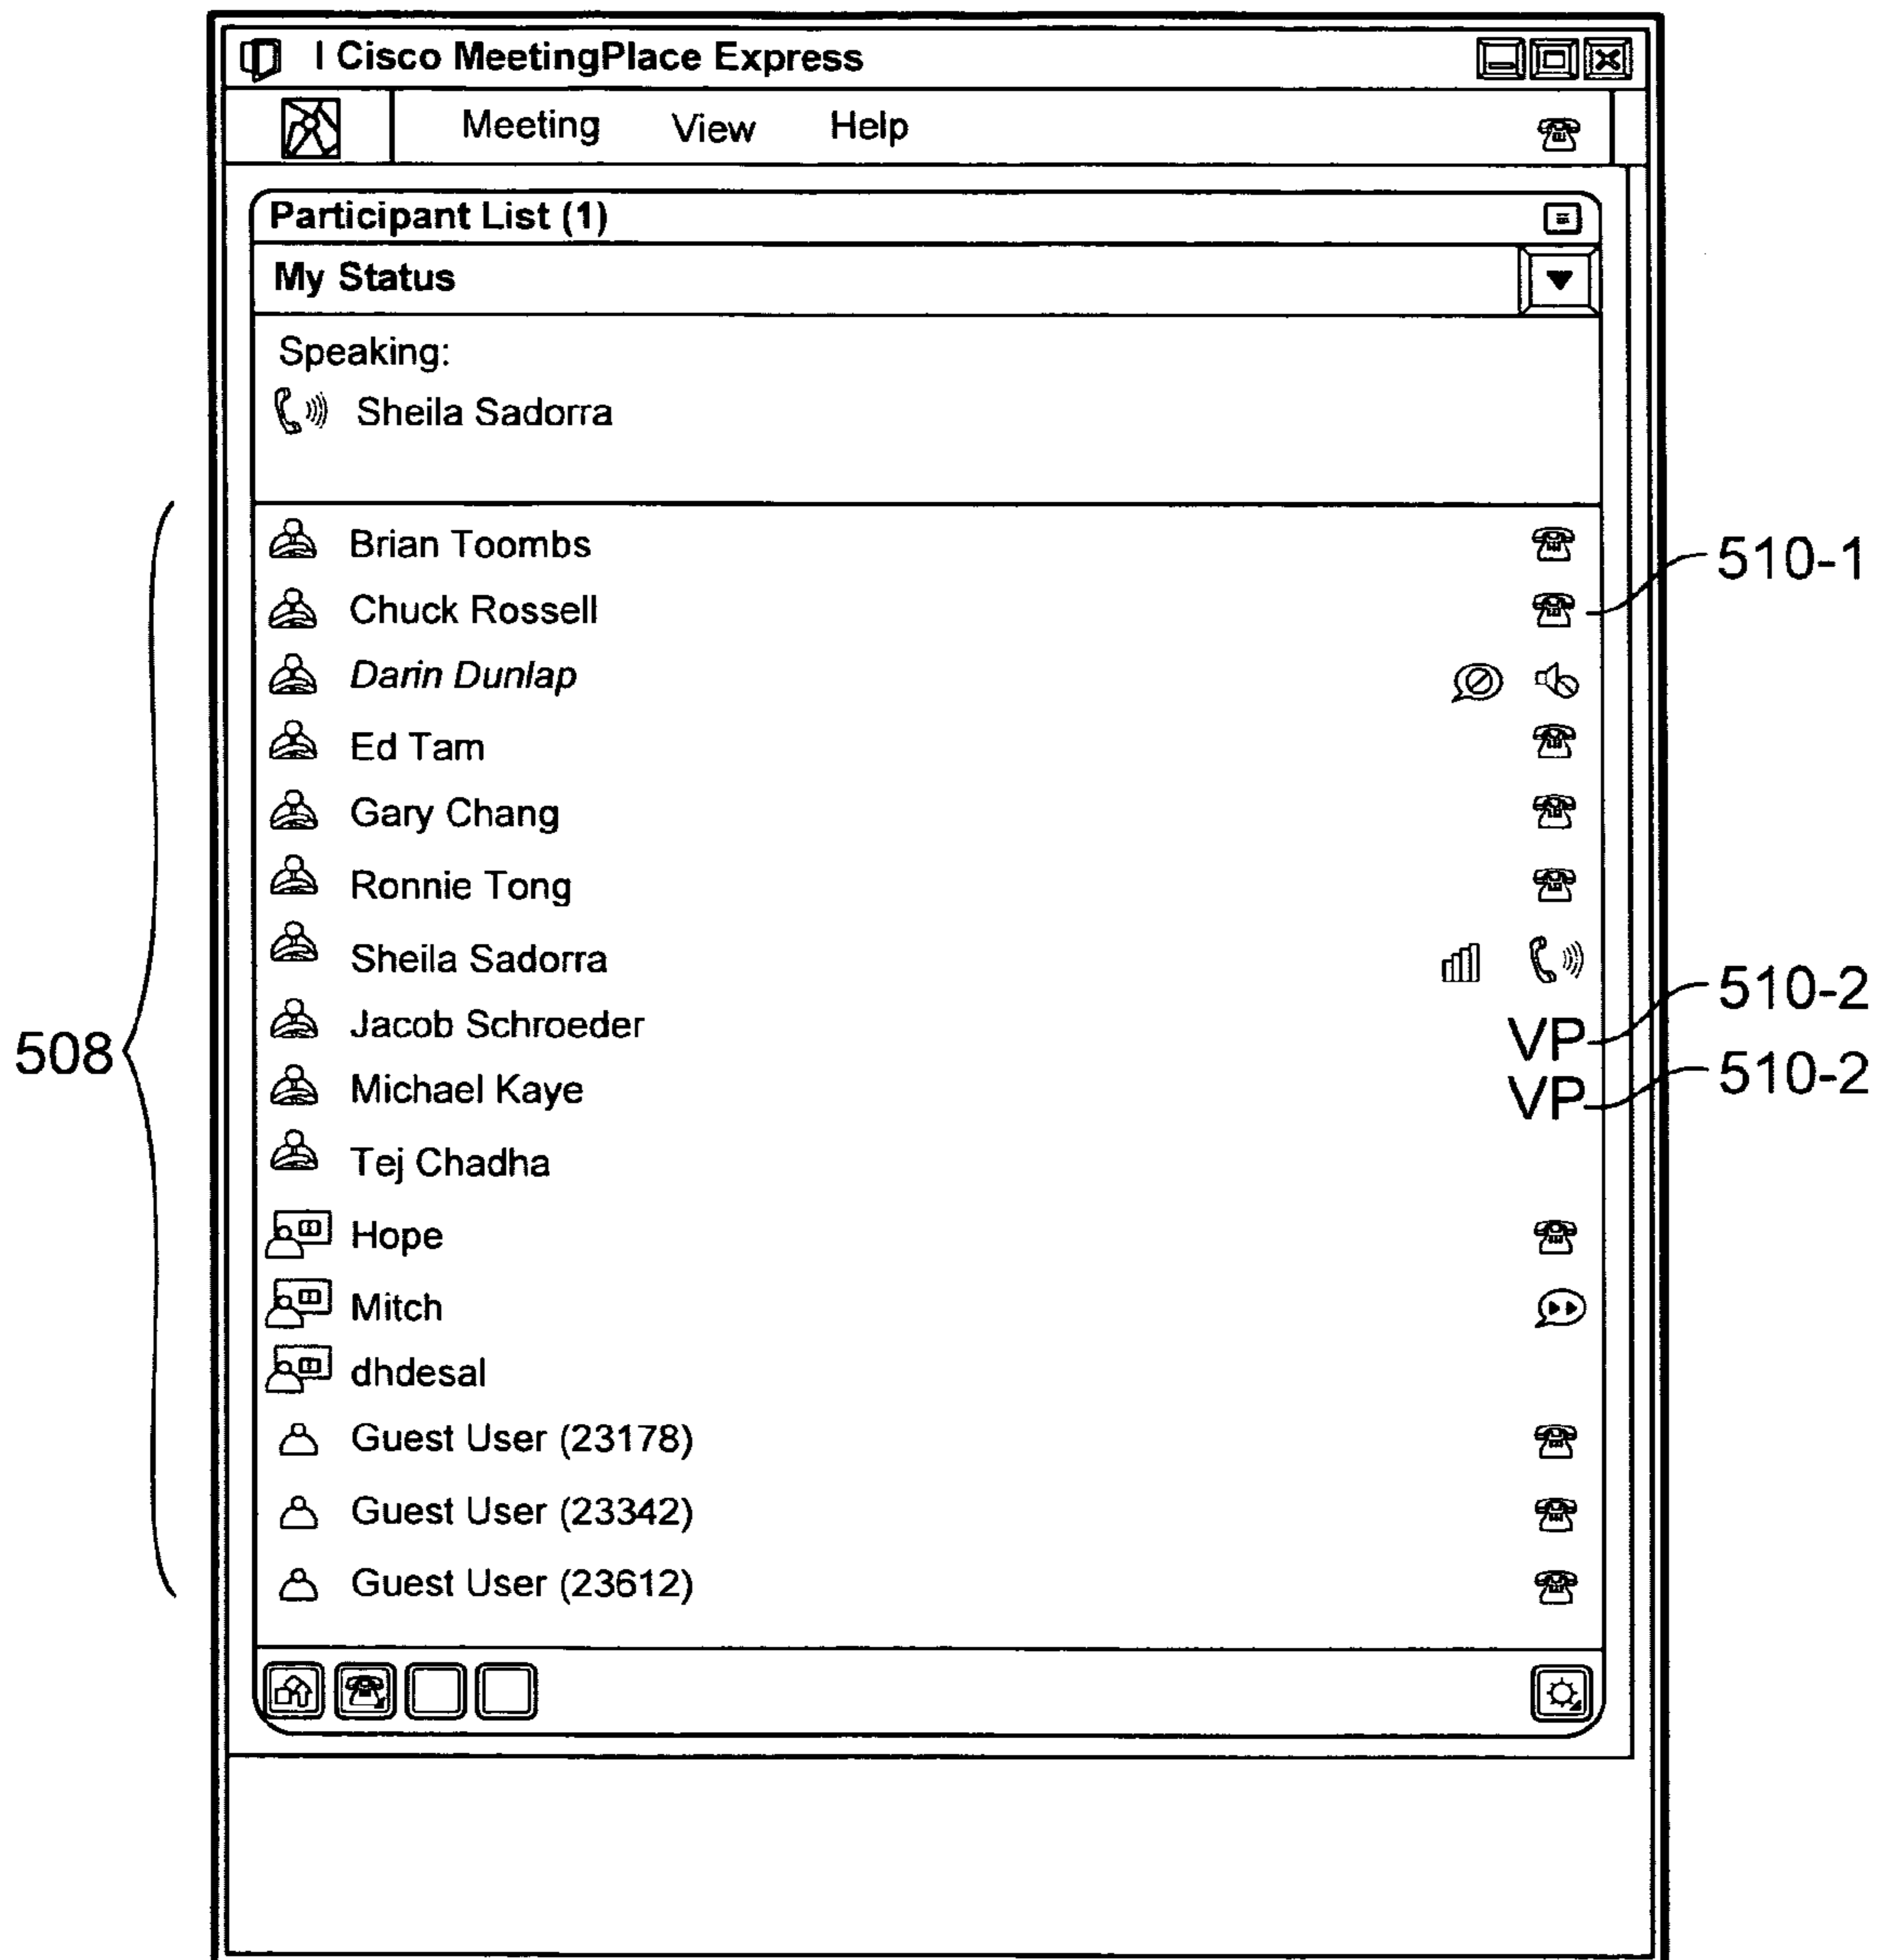 I Cisco MeetingPlace Express
Meeting View Help
Participant List (1)
My Status
Speaking:
Sheila Sadorra
Brian Toombs
Chuck Rossell
510-1
Darin Dunlap
Ed Tam
Gary Chang
Ronnie Tong
Sheila Sadorra
Jacob Schroeder VP 510-2
508
Michael Kaye VP 510-2
Tej Chadha
Hope
Mitch
dhdesal
Guest User (23178)
Guest User (23342)
Guest User (23612)